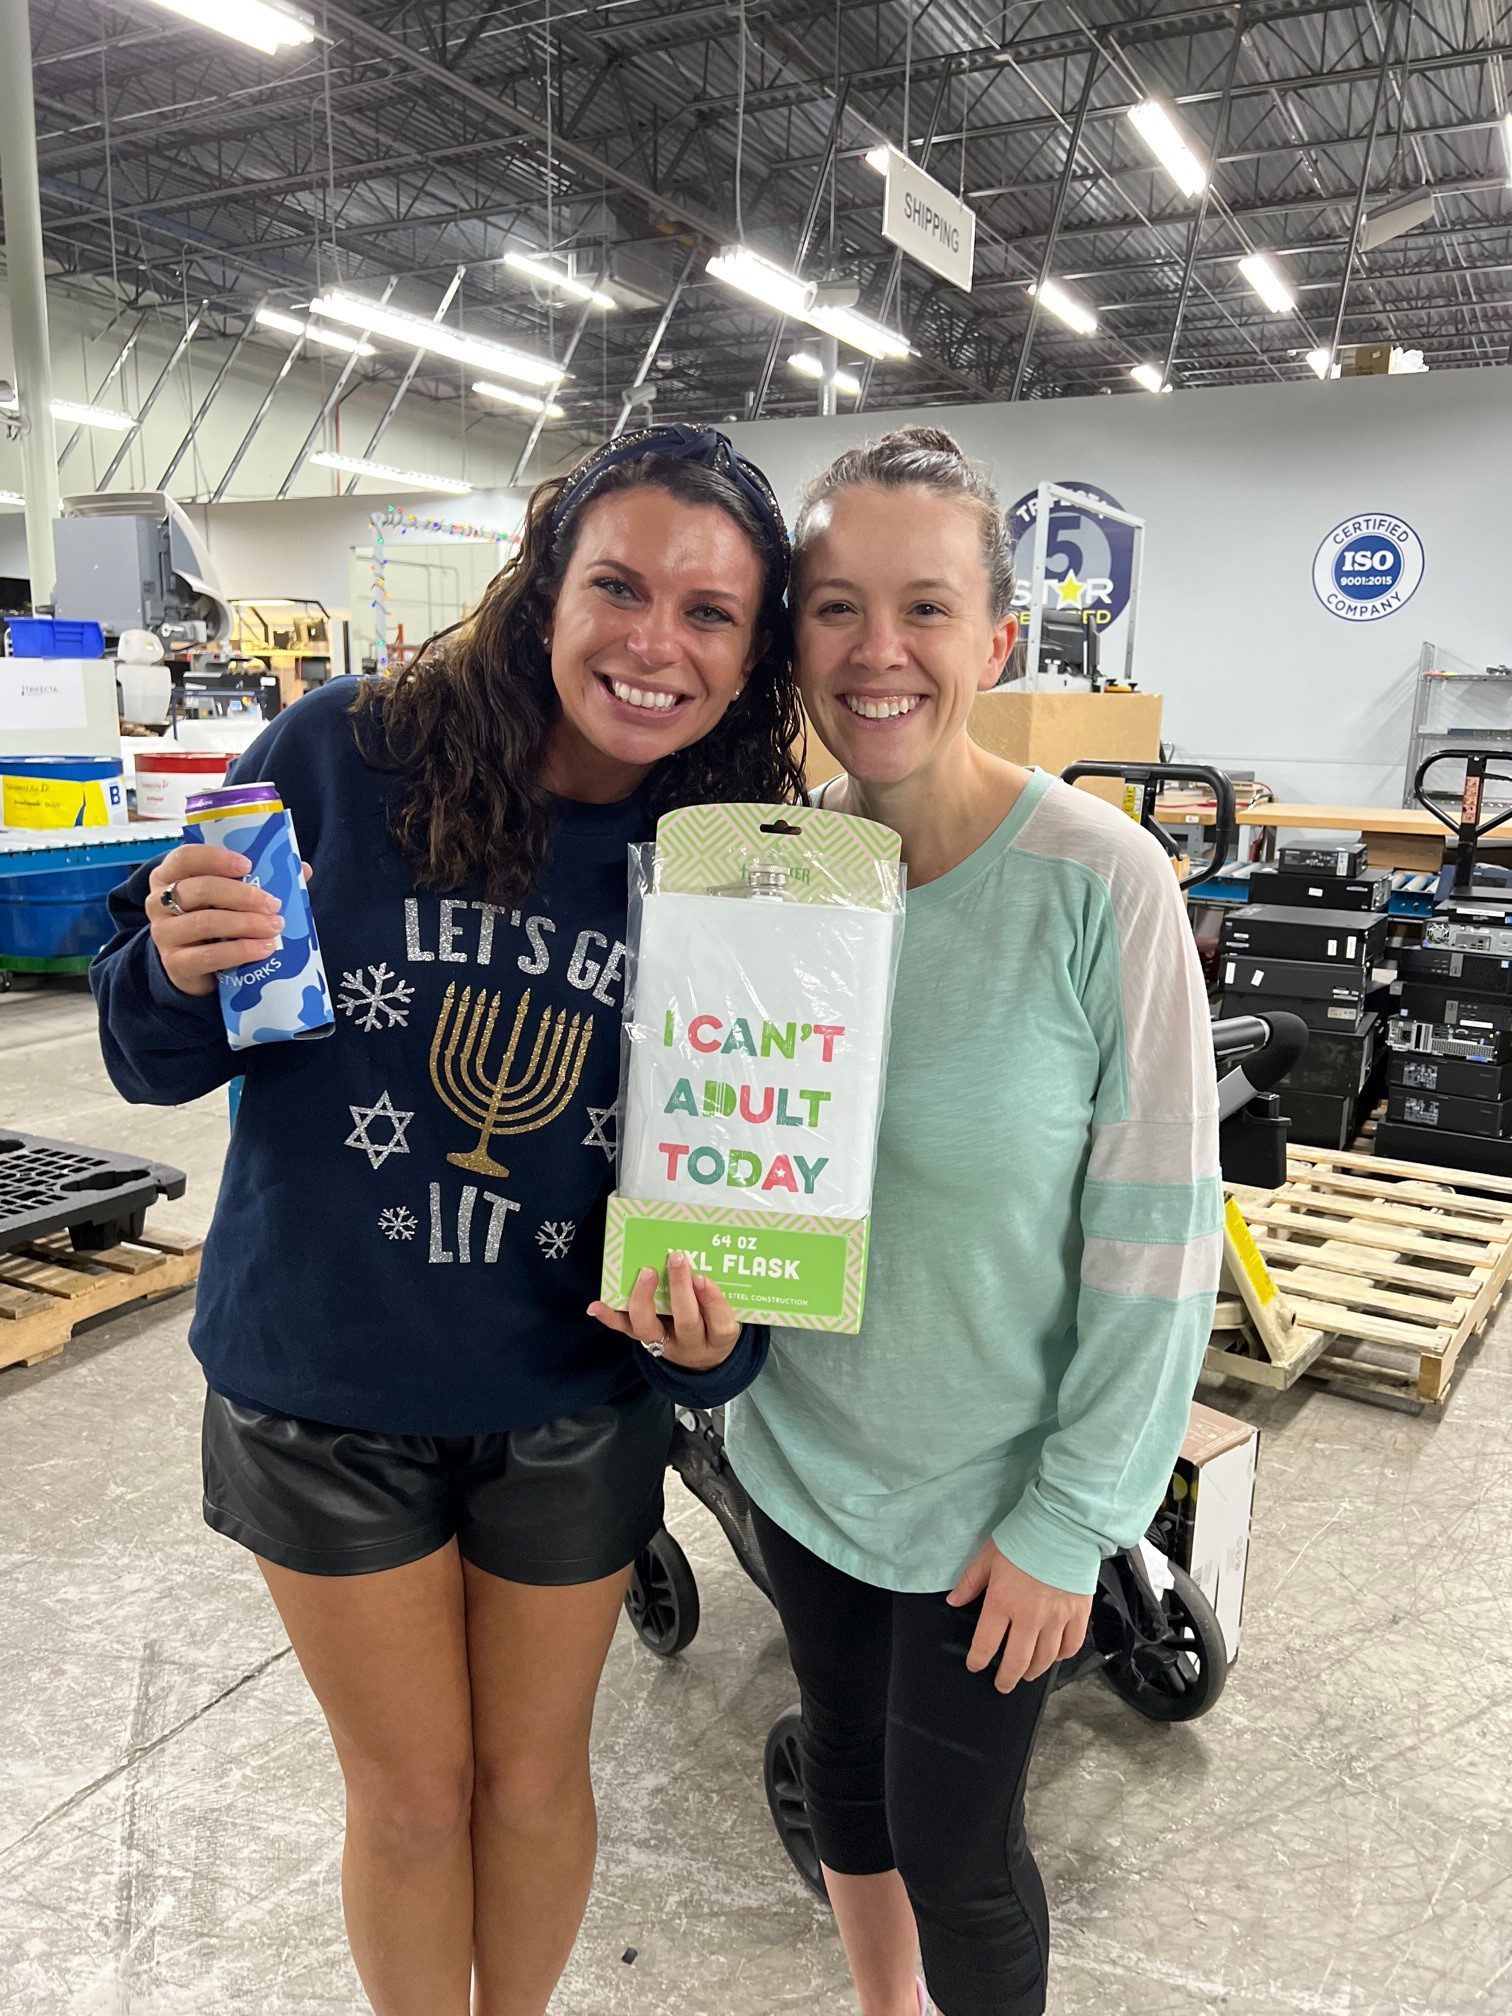 SHIPPING
5
STAR
CERTIFIED
ISO
9001:2015
COMPANY
B
LET'S GE
LIT
I CAN'T
ADULT
TODAY
64 OZ
XL FLASK
STEEL CONSTRUCTION